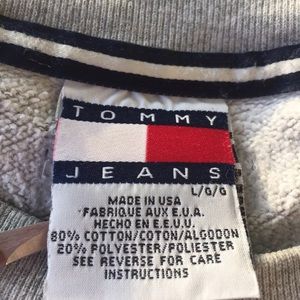 TOMMY
JEANS
L/G/G
MADE IN USA
FABRIQUE AUX E.U.A.
HECHO EN E.E.U.U.
80% COTTON/COTON/ALGODON
20% POLYESTER/POLIESTER
SEE REVERSE FOR CARE
INSTRUCTIONS